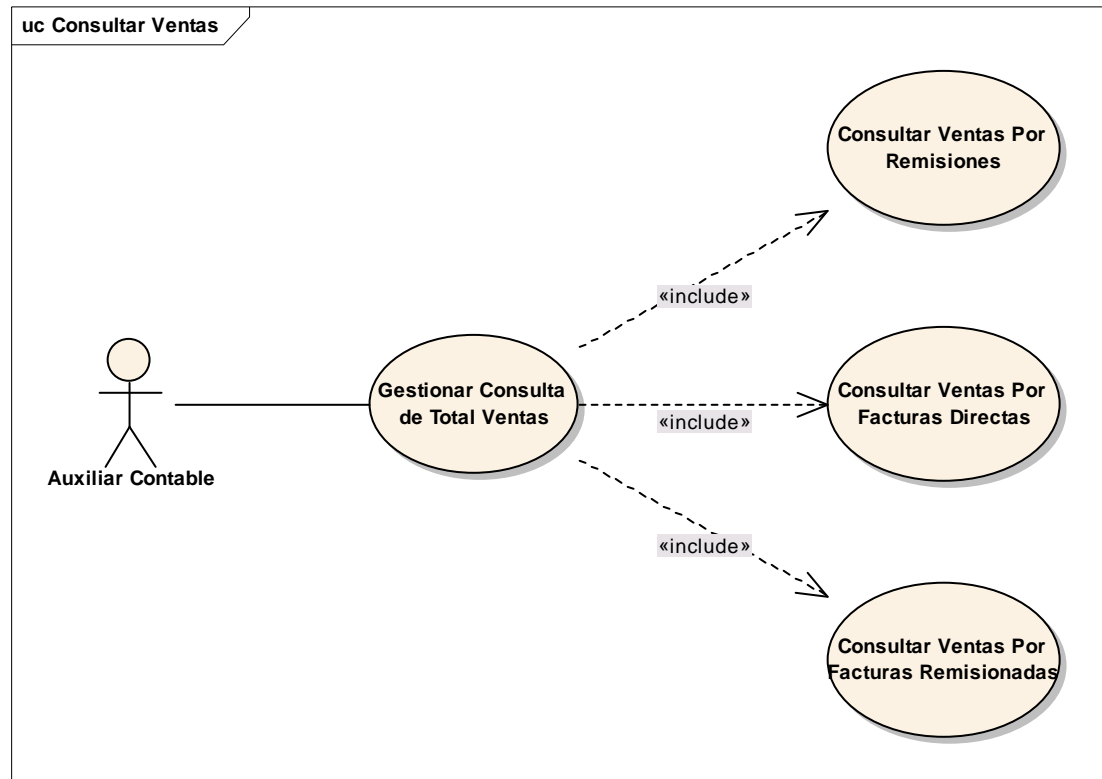 uc Consultar Ventas
Consultar Ventas Por
Remisiones
«include»
Gestionar Consulta
de Total Ventas
Consultar Ventas Por
Facturas Directas
«include»
Auxiliar Contable
«include»
Consultar Ventas Por
Facturas Remisionadas